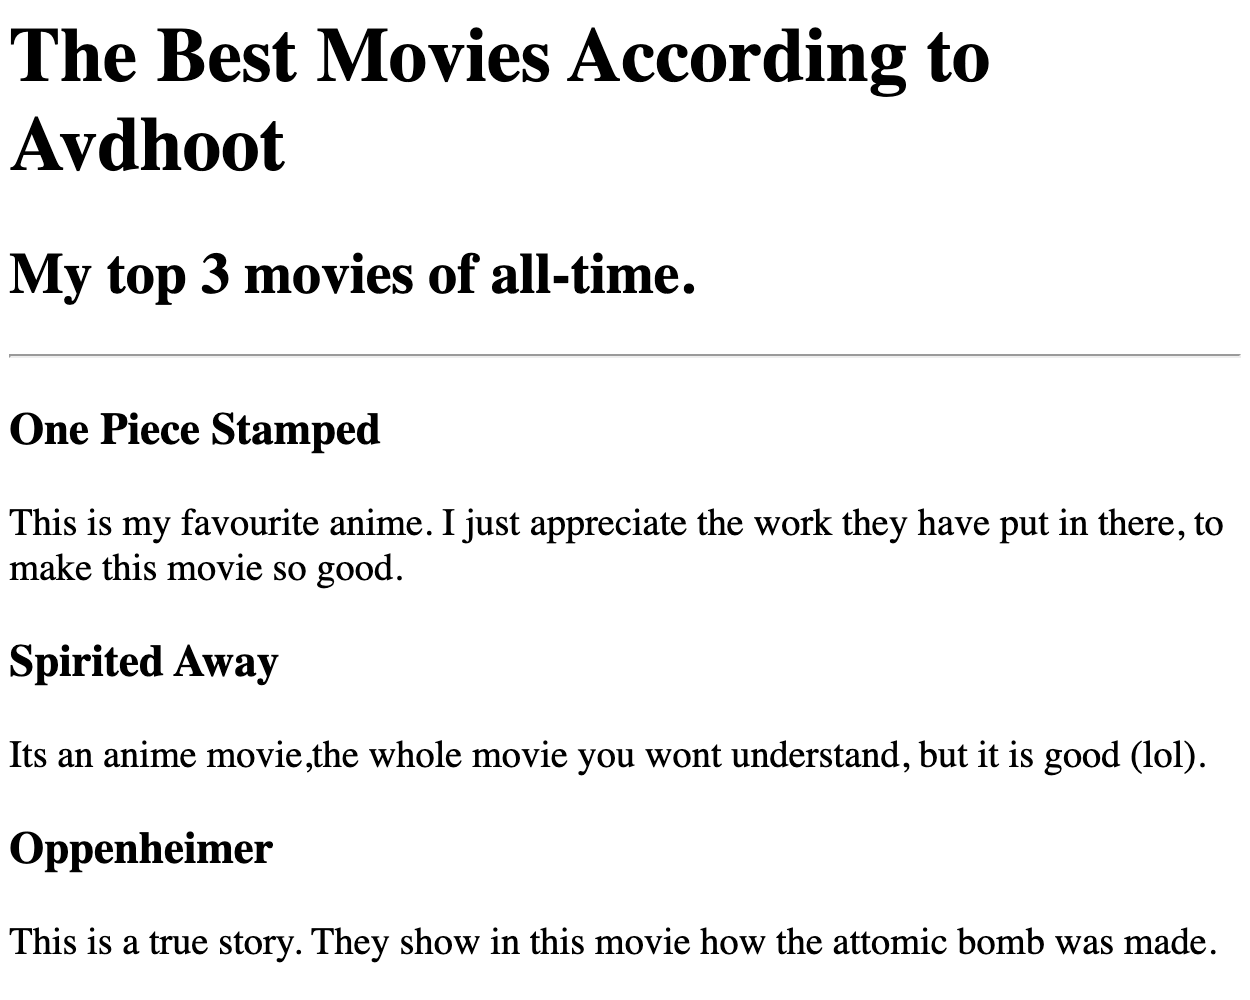 The Best Movies According to
Avdhoot
My top 3 movies of all-time.
One Piece Stamped
This is my favourite anime. I just appreciate the work they have put in there, to
make this movie so good.
Spirited Away
Its an anime movie,the whole movie you wont understand, but it is good (lol).
Oppenheimer
This is a true story. They show in this movie how the attomic bomb was made.